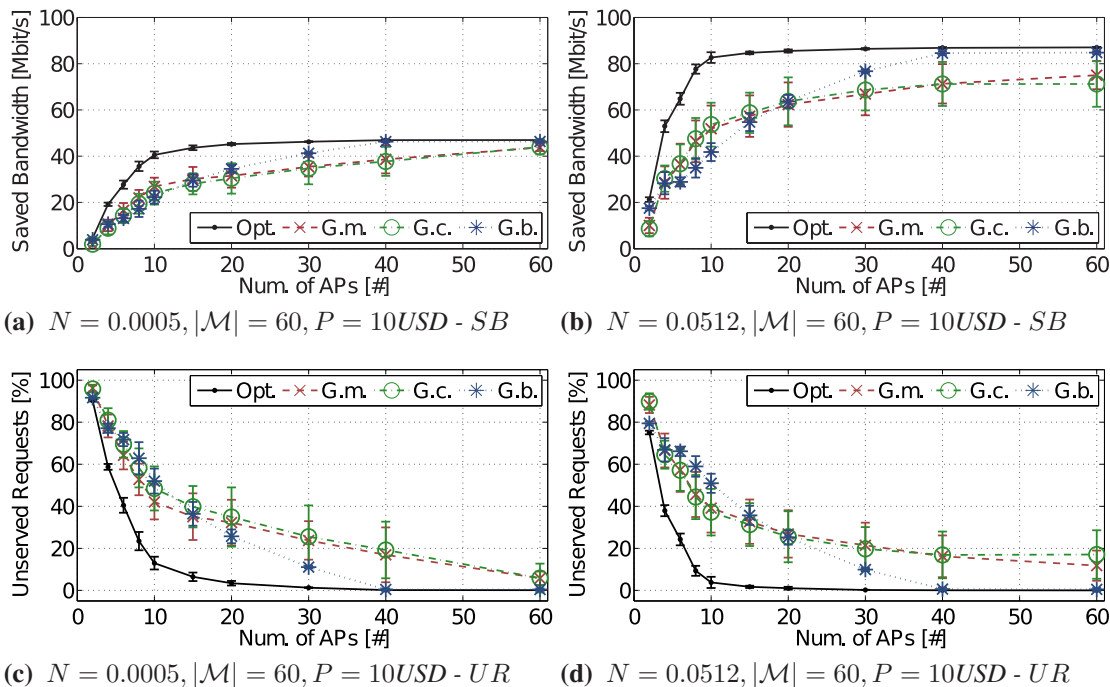 100
80
60
40
20
0
Saved Bandwidth [Mbit/s]
Opt. G.m. G.c. G.b.
0 10 20 30 40 50 60
Num. of APs [#]
(a) N = 0.0005, |M| = 60, P = 10USD - SB
100
80
60
40
20
0
Saved Bandwidth [Mbit/s]
Opt. G.m. G.c. G.b.
0 10 20 30 40 50 60
Num. of APs [#]
(b) N = 0.0512, |M| = 60, P = 10USD - SB
100
80
60
40
20
0
Unserved Requests [%]
Opt. G.m. G.c. G.b.
0 10 20 30 40 50 60
Num. of APs [#]
(c) N = 0.0005, |M| = 60, P = 10USD - UR
100
80
60
40
20
0
Unserved Requests [%]
Opt. G.m. G.c. G.b.
0 10 20 30 40 50 60
Num. of APs [#]
(d) N = 0.0512, |M| = 60, P = 10USD - UR